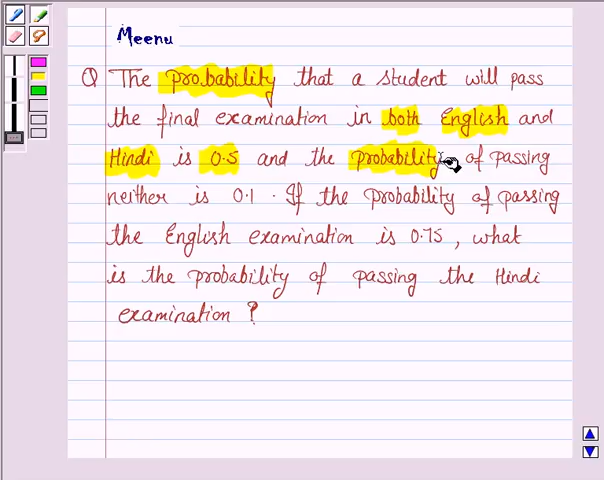 Meenu
Q The probability that a student will pass
the final examination in both English and
Hindi is 0.5 and the probability of passing
neither is 0.1. If the probability of passing
the English examination is 0.75, what
is the probability of passing the Hindi
examination ?